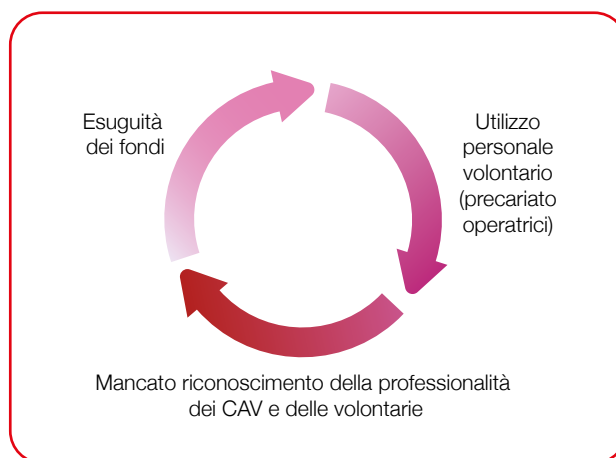 Esuguità
dei fondi
Utilizzo
personale
volontario
(precariato
operatrici)
Mancato riconoscimento della professionalità
dei CAV e delle volontarie